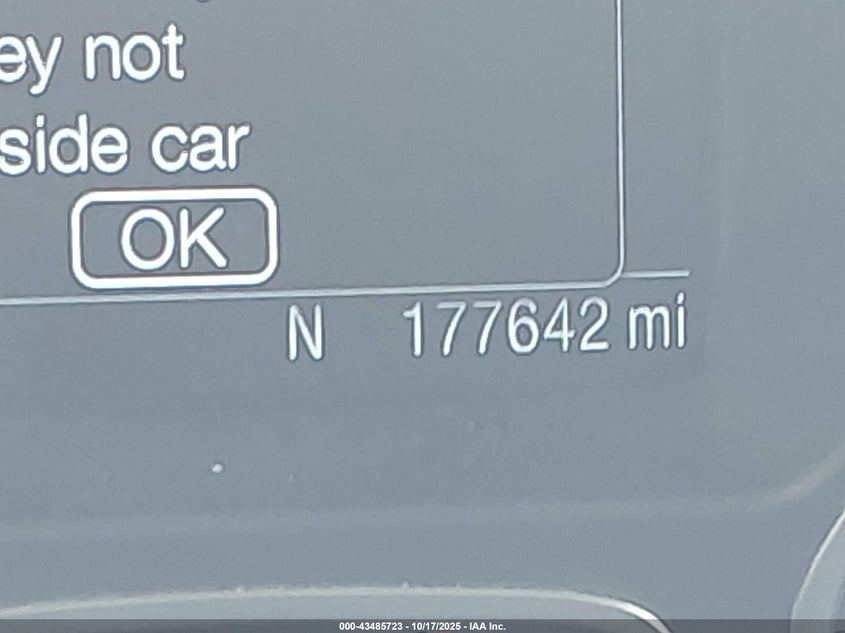 ey not
side car
OK
N 177642 mi
000-43485723 - 10/17/2025 - IAA Inc.